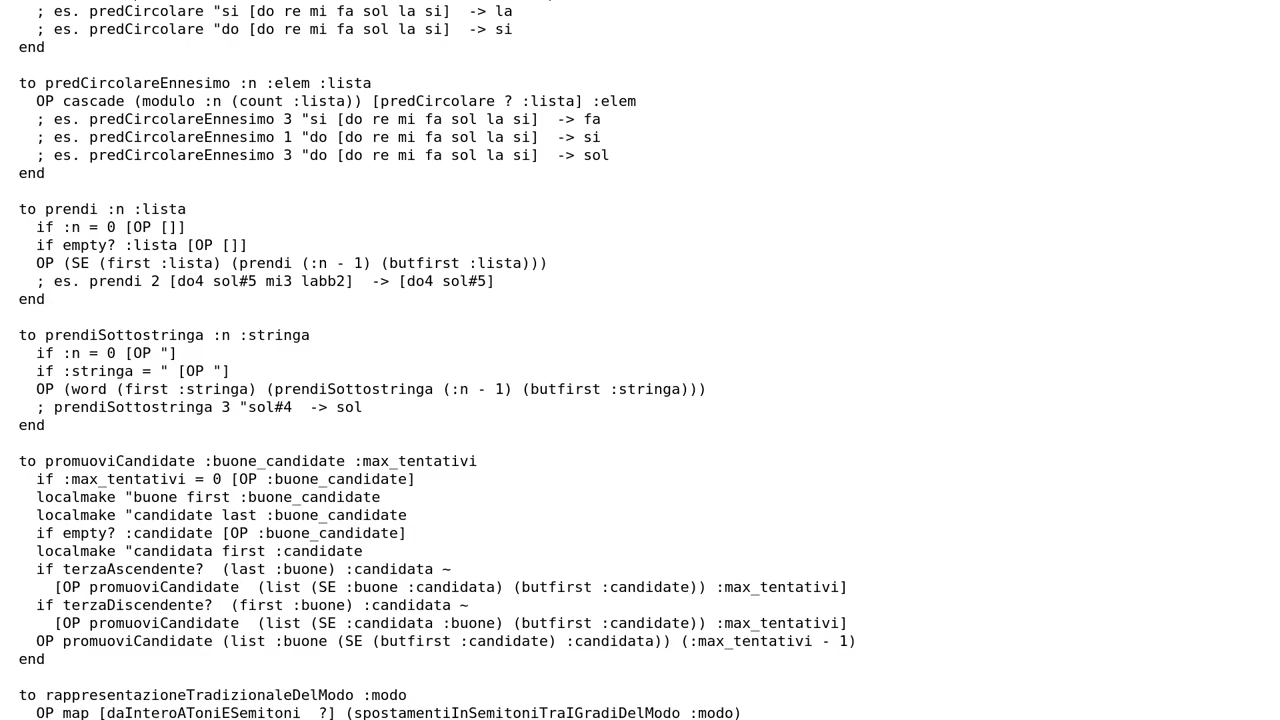 ; es. predCircolare "si [do re mi fa sol la si]  -> la
; es. predCircolare "do [do re mi fa sol la si]  -> si
end
to predCircolareEnnesimo :n :elem :lista
OP cascade (modulo :n (count :lista)) [predCircolare ? :lista] :elem
; es. predCircolareEnnesimo 3 "si [do re mi fa sol la si]  -> fa
; es. predCircolareEnnesimo 1 "do [do re mi fa sol la si]  -> si
; es. predCircolareEnnesimo 3 "do [do re mi fa sol la si]  -> sol
end
to prendi :n :lista
if :n = 0 [OP []]
if empty? :lista [OP []]
OP (SE (first :lista) (prendi (:n - 1) (butfirst :lista)))
; es. prendi 2 [do4 sol#5 mi3 labb2]  -> [do4 sol#5]
end
to prendiSottostringa :n :stringa
if :n = 0 [OP "]
if :stringa = " [OP "]
OP (word (first :stringa) (prendiSottostringa (:n - 1) (butfirst :stringa)))
; prendiSottostringa 3 "sol#4  -> sol
end
to promuoviCandidate :buone_candidate :max_tentativi
if :max_tentativi = 0 [OP :buone_candidate]
localmake "buone first :buone_candidate
localmake "candidate last :buone_candidate
if empty? :candidate [OP :buone_candidate]
localmake "candidata first :candidate
if terzaAscendente?  (last :buone) :candidata ~
[OP promuoviCandidate  (list (SE :buone :candidata) (butfirst :candidate)) :max_tentativi]
if terzaDiscendente?  (first :buone) :candidata ~
[OP promuoviCandidate  (list (SE :candidata :buone) (butfirst :candidate)) :max_tentativi]
OP promuoviCandidate (list :buone (SE (butfirst :candidate) :candidata)) (:max_tentativi - 1)
end
to rappresentazioneTradizionaleDelModo :modo
OP map [daInteroAToniESemitoni  ?] (spostamentiInSemitoniTraIGradiDelModo :modo)